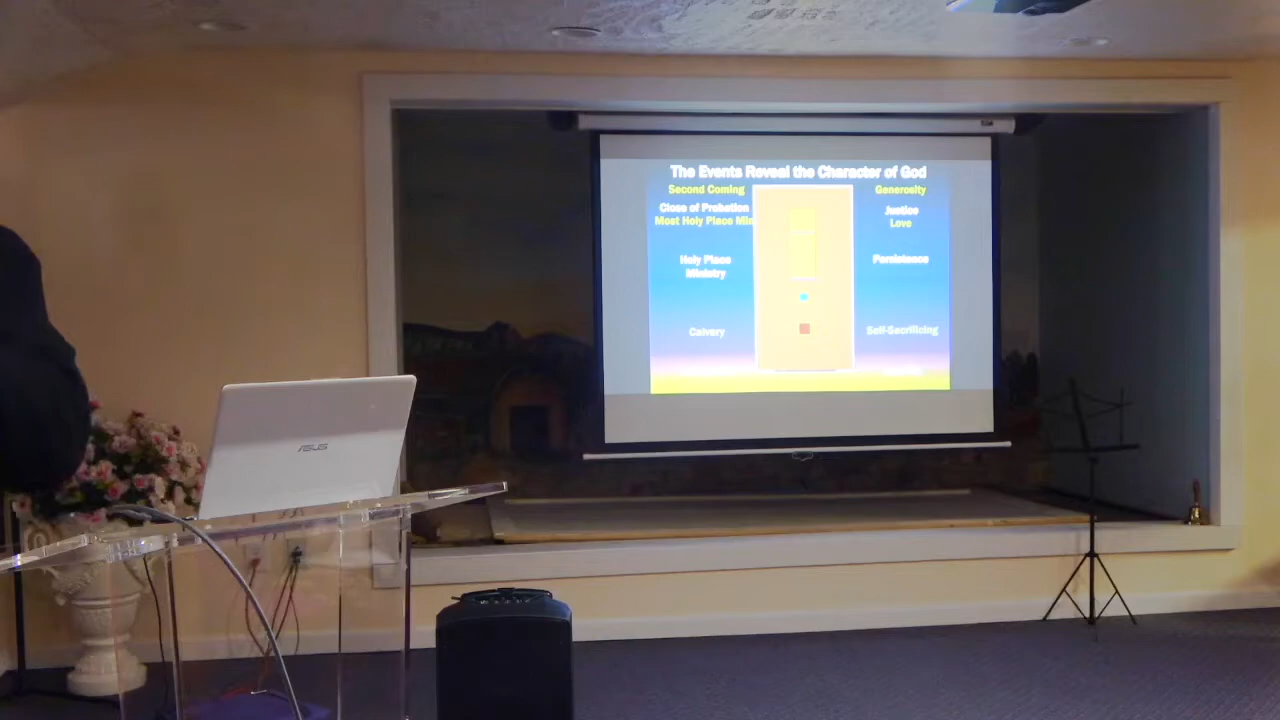 The Events Reveal the Character of God
Second Coming
Generosity
Close of Probation
Justice
Most Holy Place Min
Love
Holy Place
Ministry
Persistence
Calvary
Self-Sacrificing
ASUS